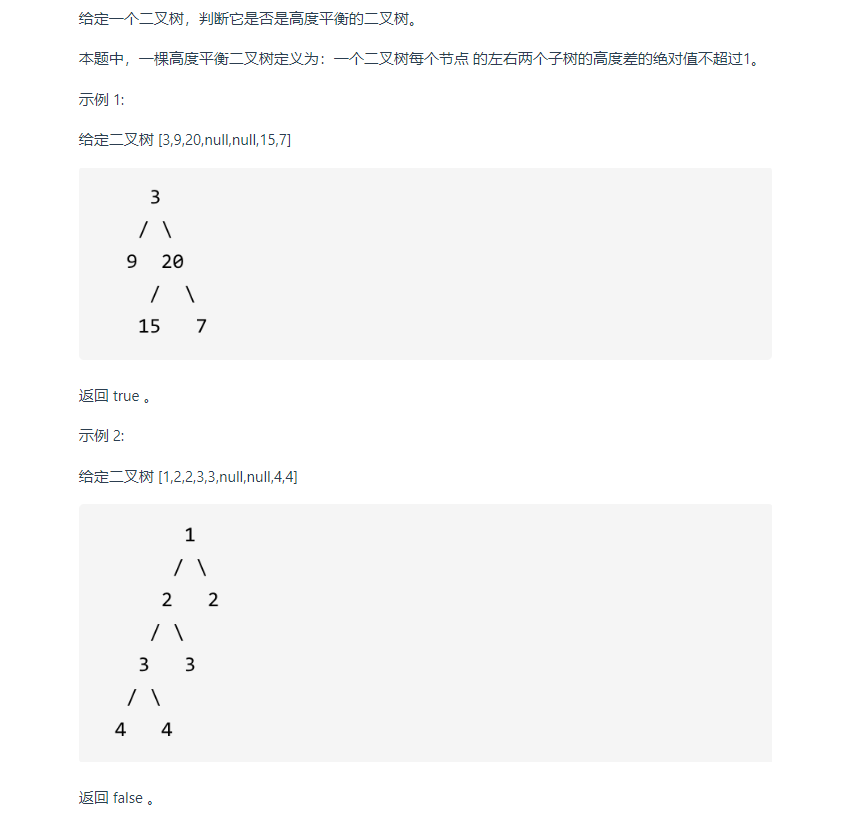 给定一个二叉树，判断它是否是高度平衡的二叉树。
本题中，一棵高度平衡二叉树定义为：一个二叉树每个节点 的左右两个子树的高度差的绝对值不超过1。
示例 1:
给定二叉树 [3,9,20,null,null,15,7]
3
/ \
9 20
/ \
15 7
返回 true 。
示例 2:
给定二叉树 [1,2,2,3,3,null,null,4,4]
1
/ \
2 2
/ \
3 3
/ \
4 4
返回 false 。